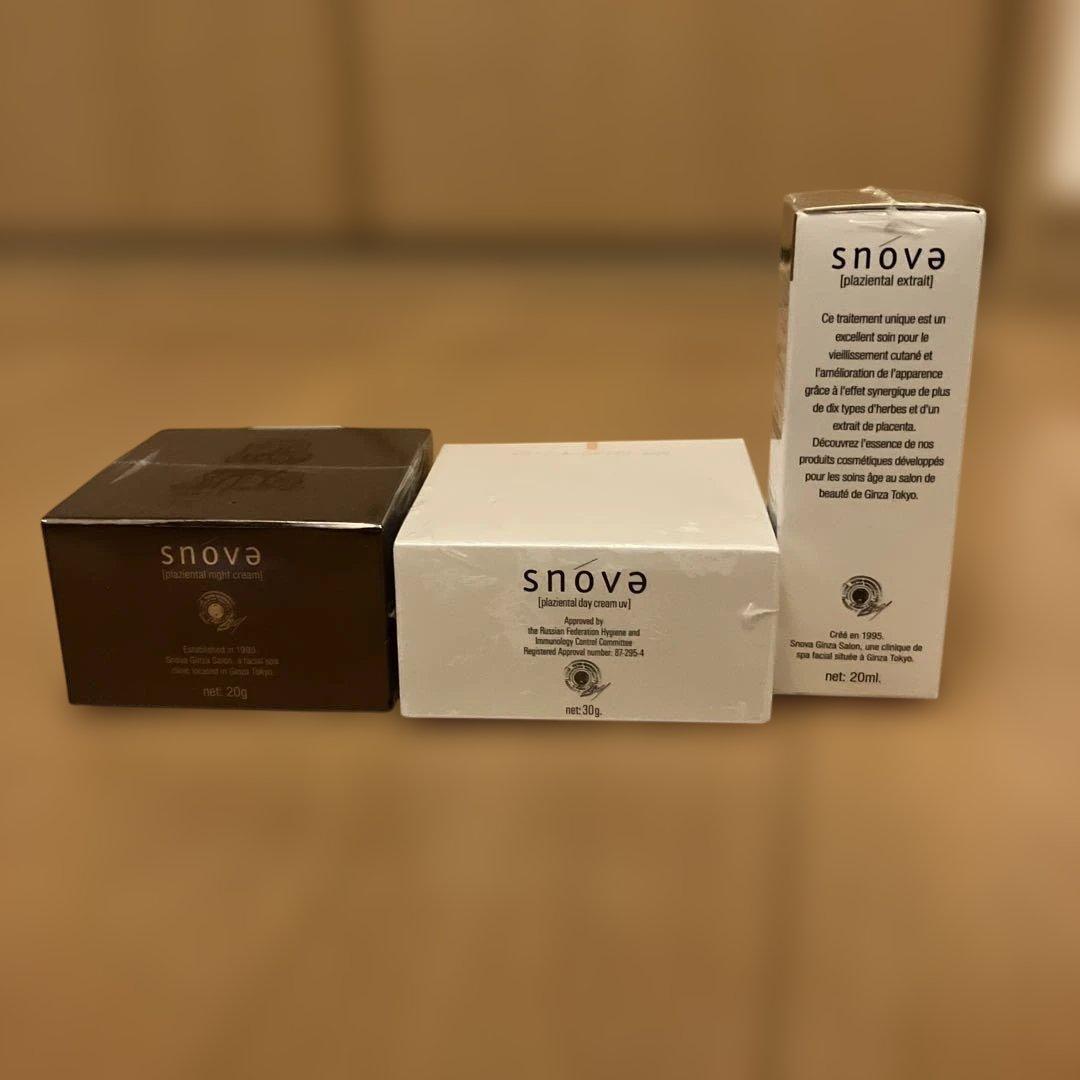 snóvə
[plaziental night cream]
Established in 1995.
Snova Ginza Salon, a facial spa
clinic located in Ginza Tokyo.
net: 20g
snóvə
[plaziental day cream uv]
Approved by
the Russian Federation Hygiene and
Immunology Control Committee
Registered Approval number: 87-295-4
net: 30g.
snóvə
[plaziental extrait]
Ce traitement unique est un
excellent soin pour le
vieillissement cutané et
l'amélioration de l'apparence
grâce à l'effet synergique de plus
de dix types d'herbes et d'un
extrait de placenta.
Découvrez l'essence de nos
produits cosmétiques développés
pour les soins âge au salon de
beauté de Ginza Tokyo.
Créé en 1995.
Snova Ginza Salon, une clinique de
spa facial située à Ginza Tokyo.
net: 20ml.